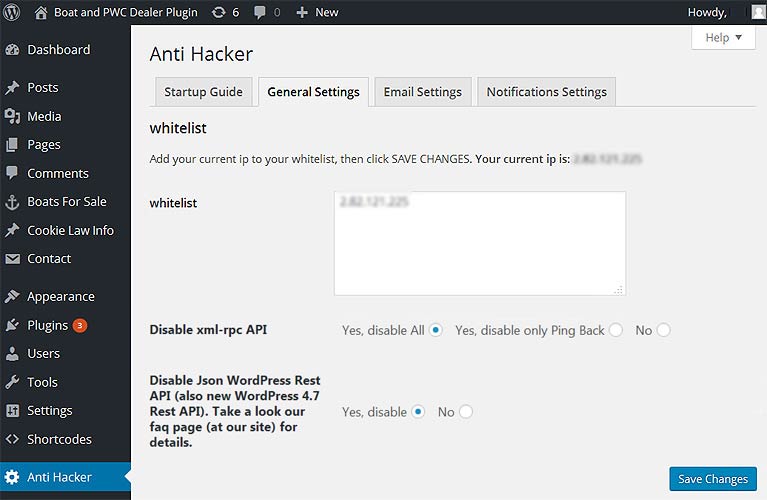 Boat and PWC Dealer Plugin 6 0 + New Howdy,
Help ▼
Dashboard
Posts
Media
Pages
Comments
Boats For Sale
Cookie Law Info
Contact
Appearance
Plugins 3
Users
Tools
Settings
Shortcodes
Anti Hacker
Anti Hacker
Startup Guide General Settings Email Settings Notifications Settings
whitelist
Add your current ip to your whitelist, then click SAVE CHANGES. Your current ip is:
whitelist
Disable xml-rpc API Yes, disable All Yes, disable only Ping Back No
Disable Json WordPress Rest
API (also new WordPress 4.7
Rest API). Take a look our Yes, disable No
faq page (at our site) for
details.
Save Changes